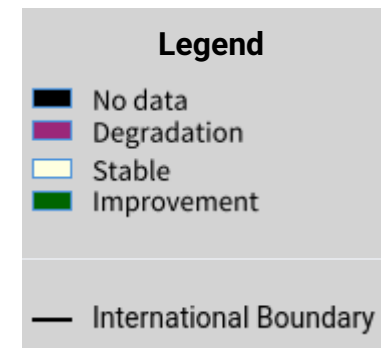 Legend
No data
Degradation
Stable
Improvement
International Boundary